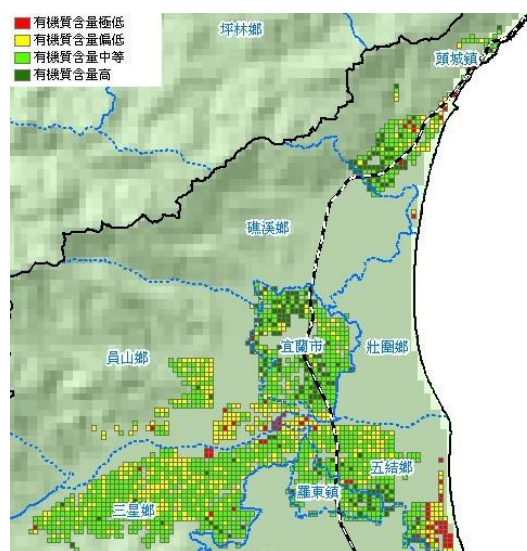 有機質含量極低
有機質含量偏低
有機質含量中等
有機質含量高
坪林鄉
頭城鎮
礁溪鄉
宜蘭市
壯圍鄉
員山鄉
五結鄉
羅東鎮
三星鄉